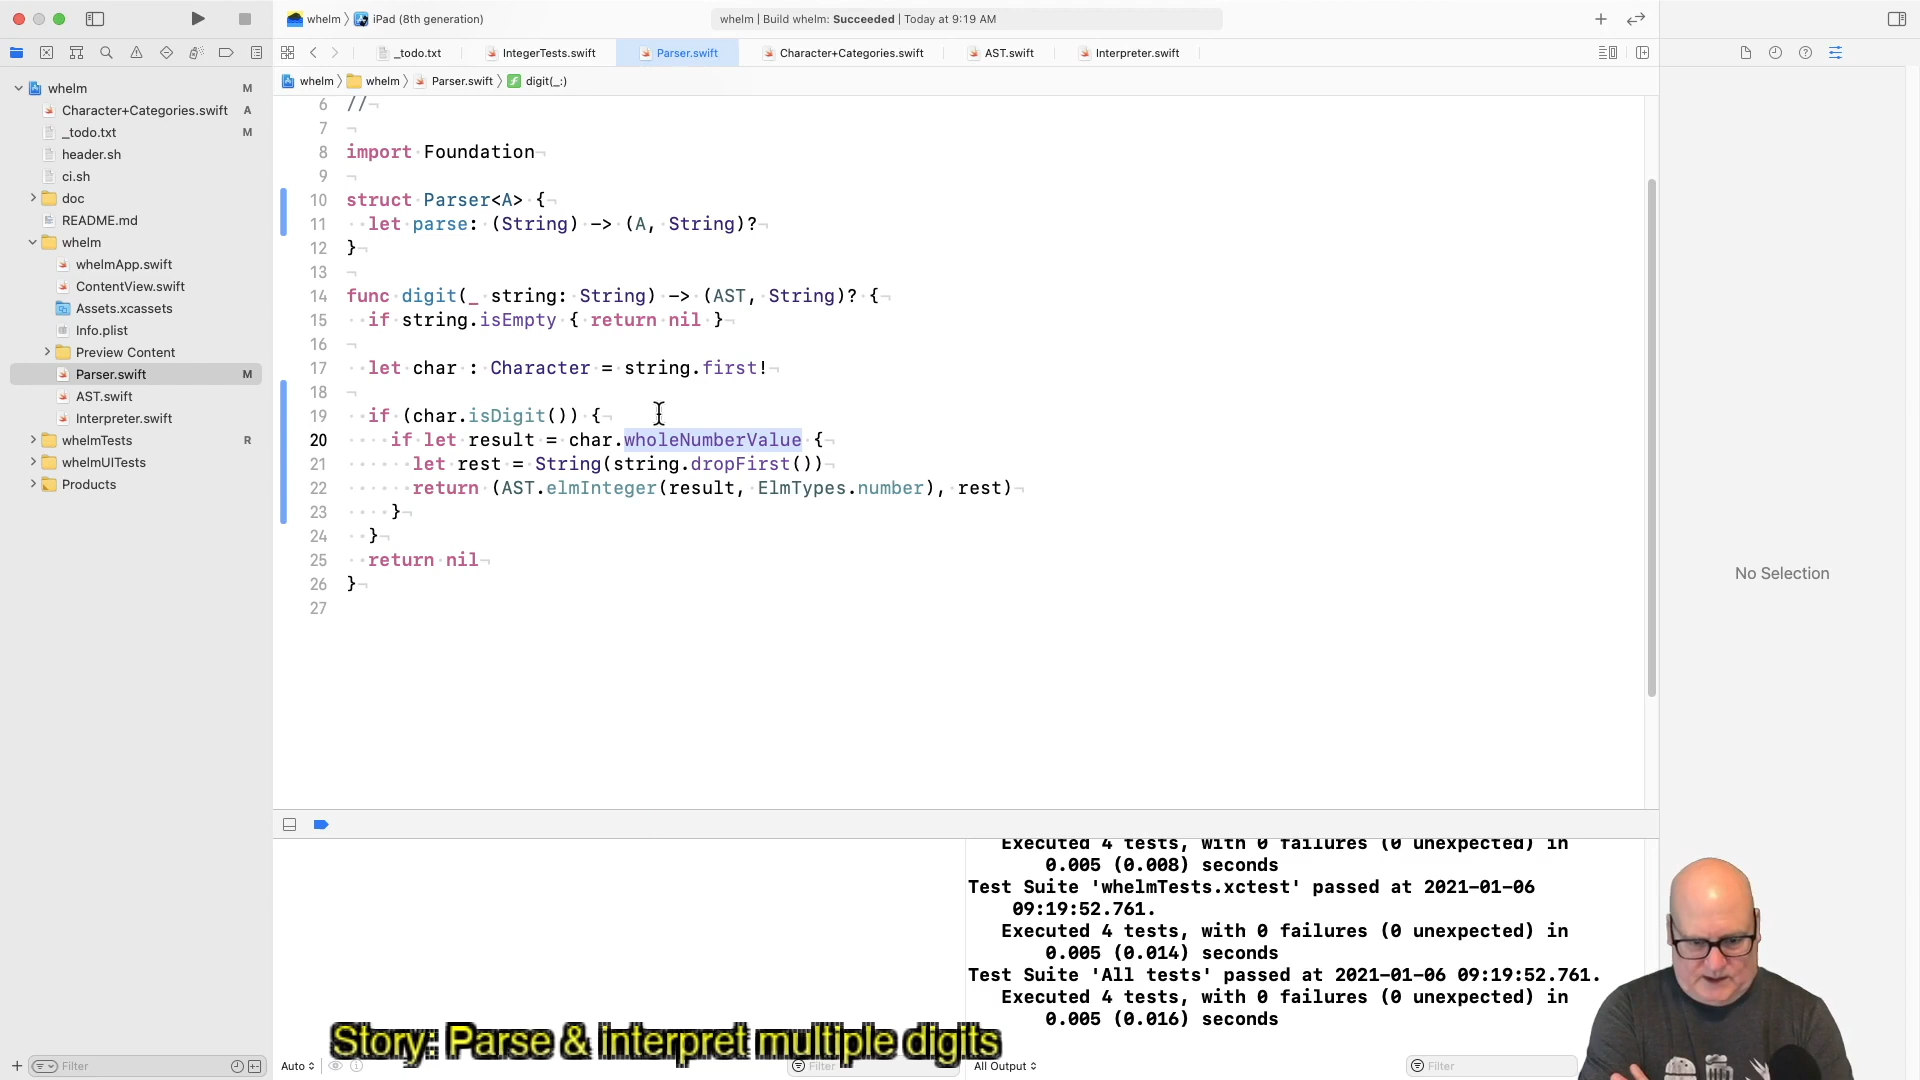 whelm
iPad (8th generation)
whelm | Build whelm: Succeeded | Today at 9:19 AM
_todo.txt
IntegerTests.swift
Parser.swift
Character+Categories.swift
AST.swift
Interpreter.swift
whelm
M
whelm
whelm
Parser.swift
digit(_:)
Character+Categories.swift
A
_todo.txt
M
header.sh
ci.sh
doc
README.md
whelm
whelmApp.swift
ContentView.swift
Assets.xcassets
Info.plist
Preview Content
Parser.swift
M
AST.swift
Interpreter.swift
whelmTests
R
whelmUITests
Products
6 //
7
8 import Foundation
9
10 struct Parser<A> {
11 let parse: (String) -> (A, String)?
12 }
13
14 func digit(_ string: String) -> (AST, String)? {
15 if string.isEmpty { return nil }
16
17 let char : Character = string.first!
18
19 if (char.isDigit()) {
20 if let result = char.wholeNumberValue {
21 let rest = String(string.dropFirst())
22 return (AST.elmInteger(result, ElmTypes.number), rest)
23 }
24 }
25 return nil
26 }
27
No Selection
Executed 4 tests, with 0 failures (0 unexpected) in
0.005 (0.008) seconds
Test Suite 'whelmTests.xctest' passed at 2021-01-06
09:19:52.761.
Executed 4 tests, with 0 failures (0 unexpected) in
0.005 (0.014) seconds
Test Suite 'All tests' passed at 2021-01-06 09:19:52.761.
Executed 4 tests, with 0 failures (0 unexpected) in
0.005 (0.016) seconds
Story: Parse & interpret multiple digits
Filter
Auto
Filter
All Output
Filter